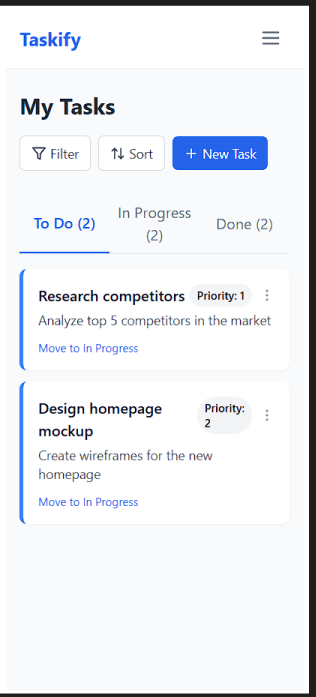 Taskify
My Tasks
Filter
Sort
+ New Task
To Do (2)
In Progress
(2)
Done (2)
Research competitors
Priority: 1
Analyze top 5 competitors in the market
Move to In Progress
Design homepage
mockup
Priority:
2
Create wireframes for the new
homepage
Move to In Progress